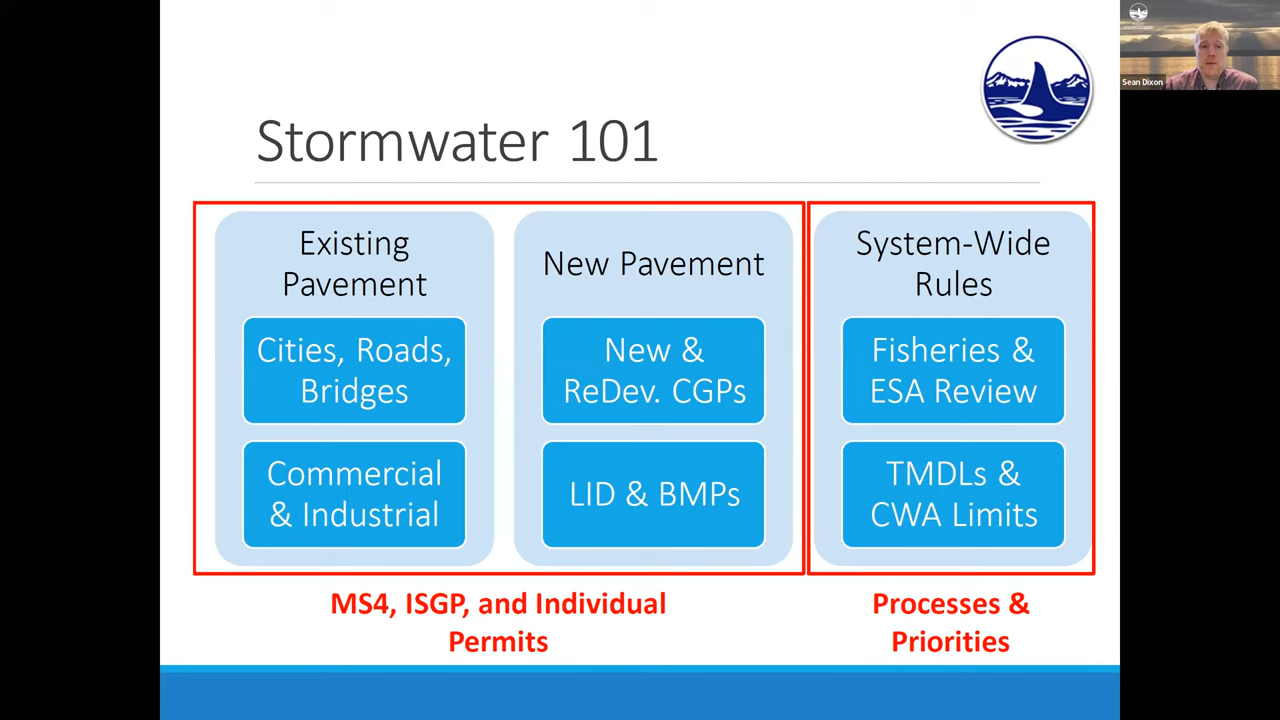 Sean Dixon
Stormwater 101
Existing
Pavement
Cities, Roads,
Bridges
Commercial
& Industrial
New Pavement
New &
ReDev. CGPs
LID & BMPs
System-Wide
Rules
Fisheries &
ESA Review
TMDLs &
CWA Limits
MS4, ISGP, and Individual
Permits
Processes &
Priorities